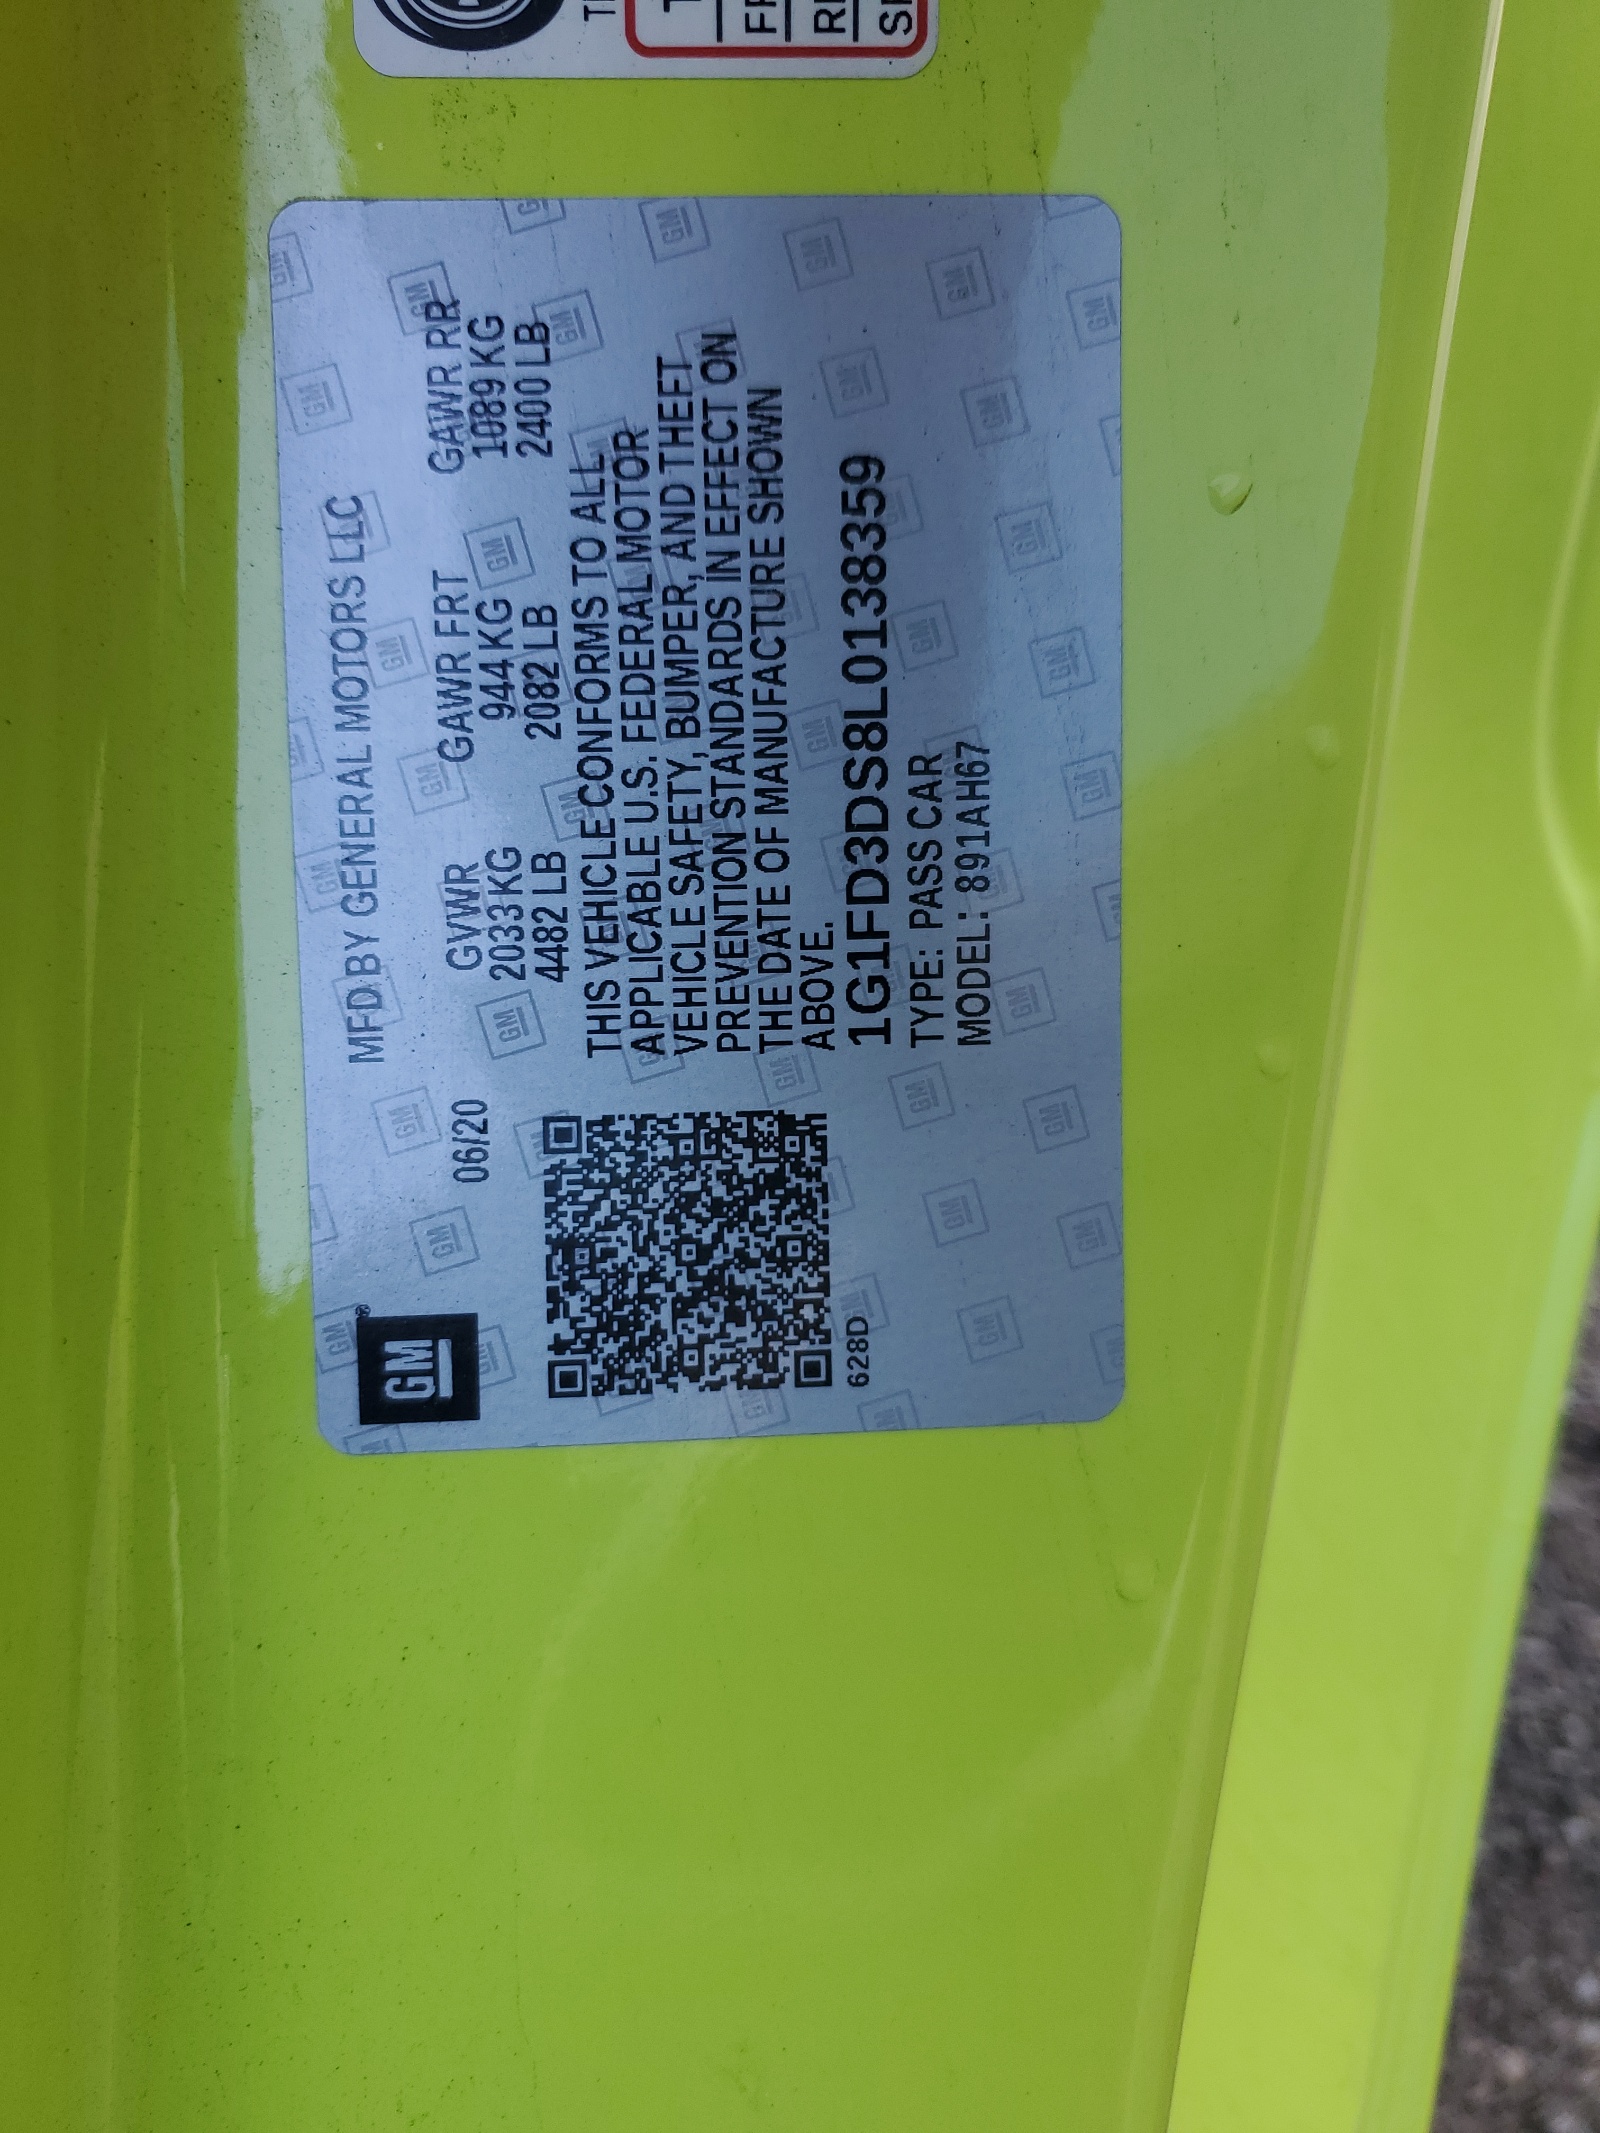 GM
MFD BY GENERAL MOTORS LLC
06/20
GVWR GAWR FRT GAWR RR
2033 KG 944 KG 1089 KG
4482 LB 2082 LB 2400 LB
THIS VEHICLE CONFORMS TO ALL
APPLICABLE U.S. FEDERAL MOTOR
VEHICLE SAFETY, BUMPER, AND THEFT
PREVENTION STANDARDS IN EFFECT ON
THE DATE OF MANUFACTURE SHOWN
ABOVE.
628D
1G1FD3DS8L0138359
TYPE: PASS CAR
MODEL: 891AH67